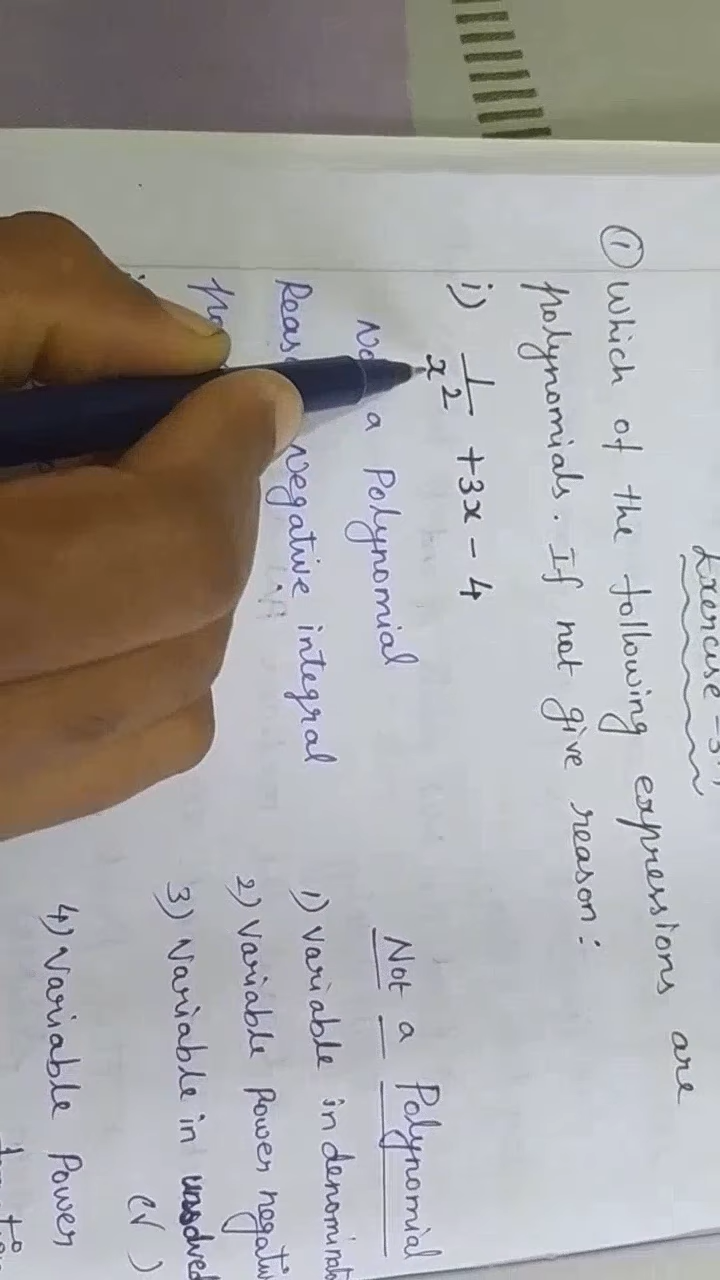 Exercise -
① Which of the following expressions are
polynomials. If not give reason:
i) 1/x² + 3x - 4
a Polynomial
Negative integral
Not a Polynomial
1) Variable in
2) Variable Power
3) Variable in
(√ )
4) Variable Power